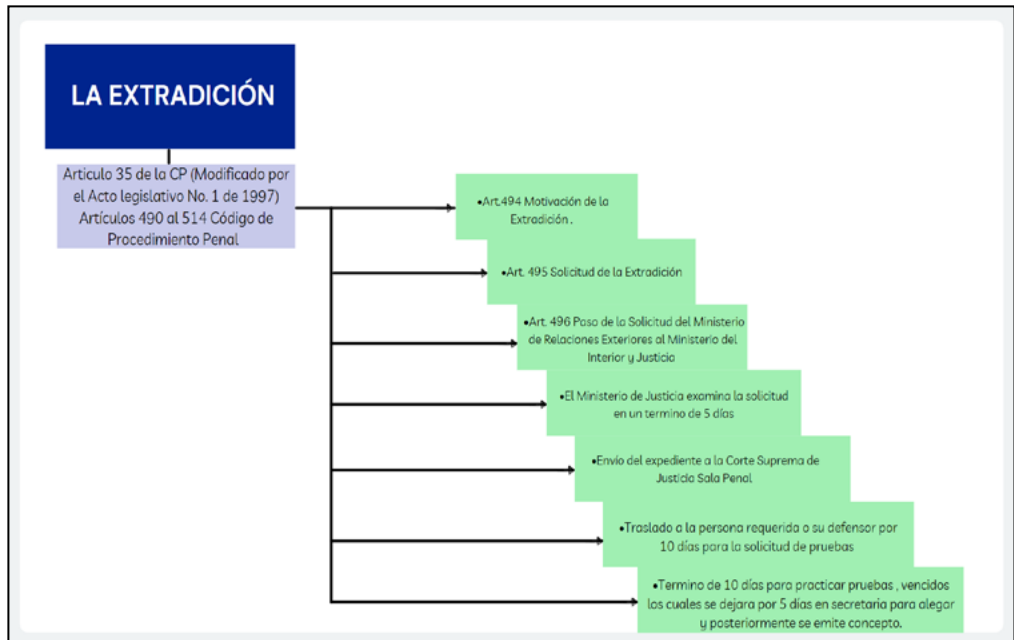 LA EXTRADICIÓN
Articulo 35 de la CP (Modificado por
el Acto legislativo No. 1 de 1997)
Artículos 490 al 514 Código de
Procedimiento Penal
•Art.494 Motivación de la
Extradición .
•Art. 495 Solicitud de la Extradición
•Art. 496 Paso de la Solicitud del Ministerio
de Relaciones Exteriores al Ministerio del
Interior y Justicia
•El Ministerio de Justicia examina la solicitud
en un termino de 5 días
•Envío del expediente a la Corte Suprema de
Justicia Sala Penal
•Traslado a la persona requerida o su defensor por
10 días para la solicitud de pruebas
•Termino de 10 días para practicar pruebas , vencidos
los cuales se dejara por 5 días en secretaria para alegar
y posteriormente se emite concepto.